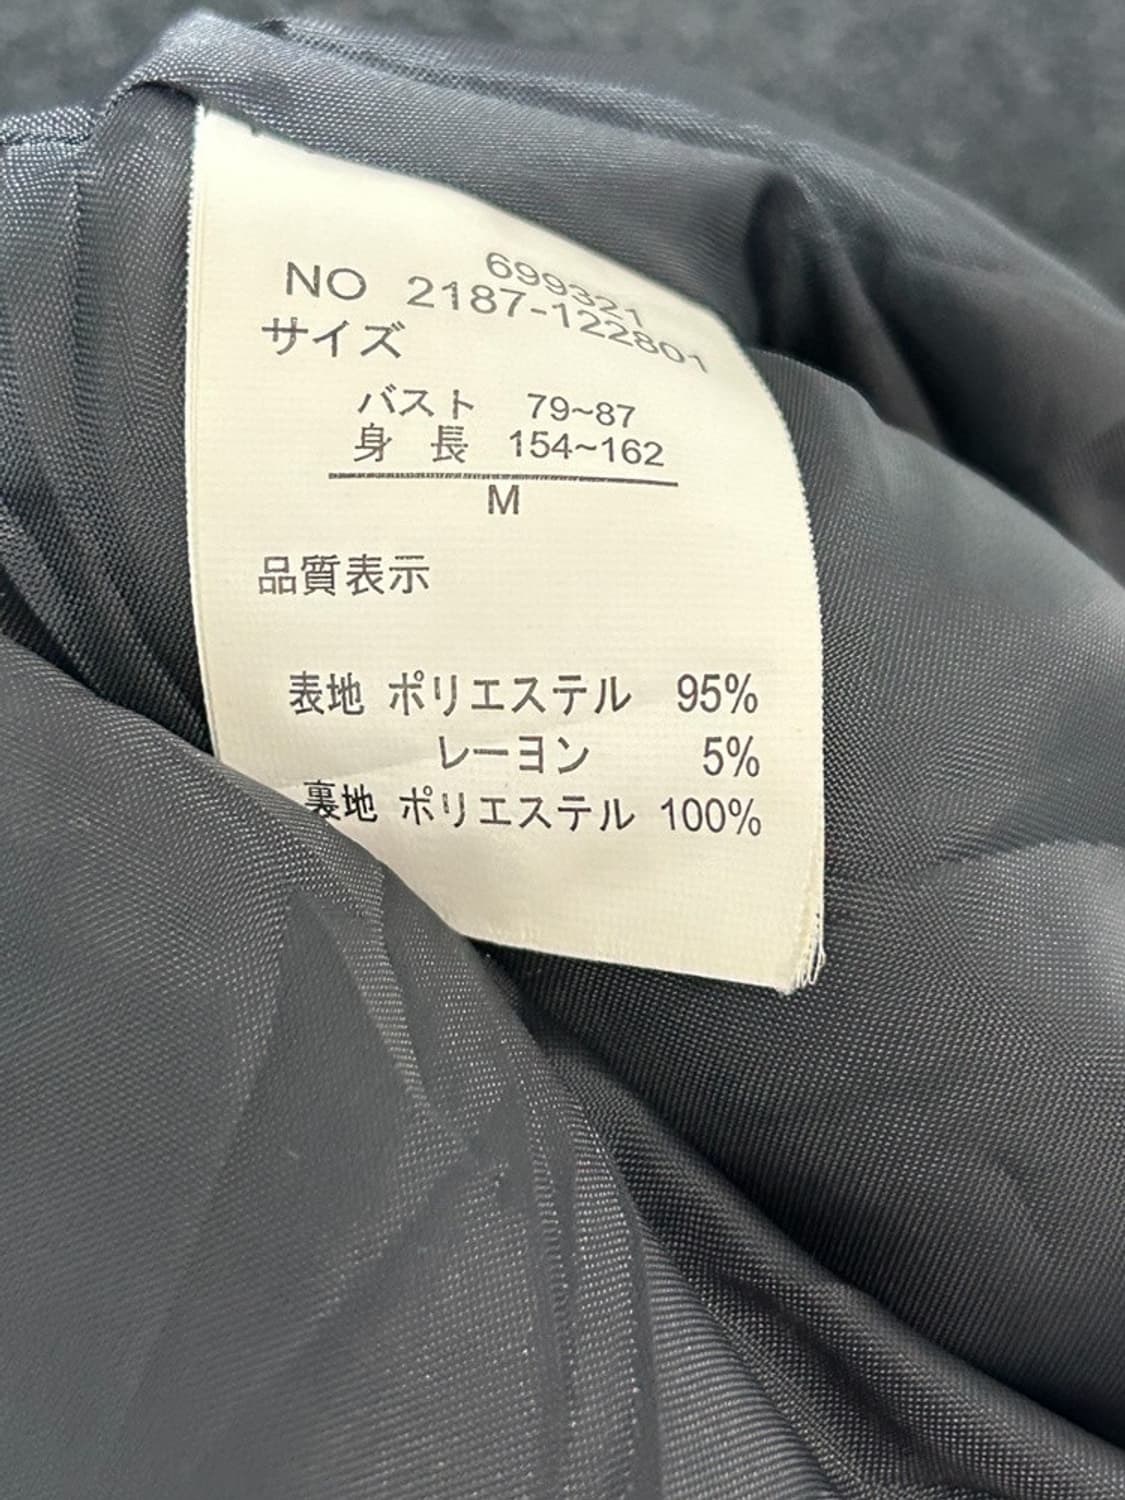 699321
NO 2187-122801
サイズ
バスト 79~87
身 長 154~162
M
品質表示
表地 ポリエステル 95%
レーヨン 5%
裏地 ポリエステル 100%